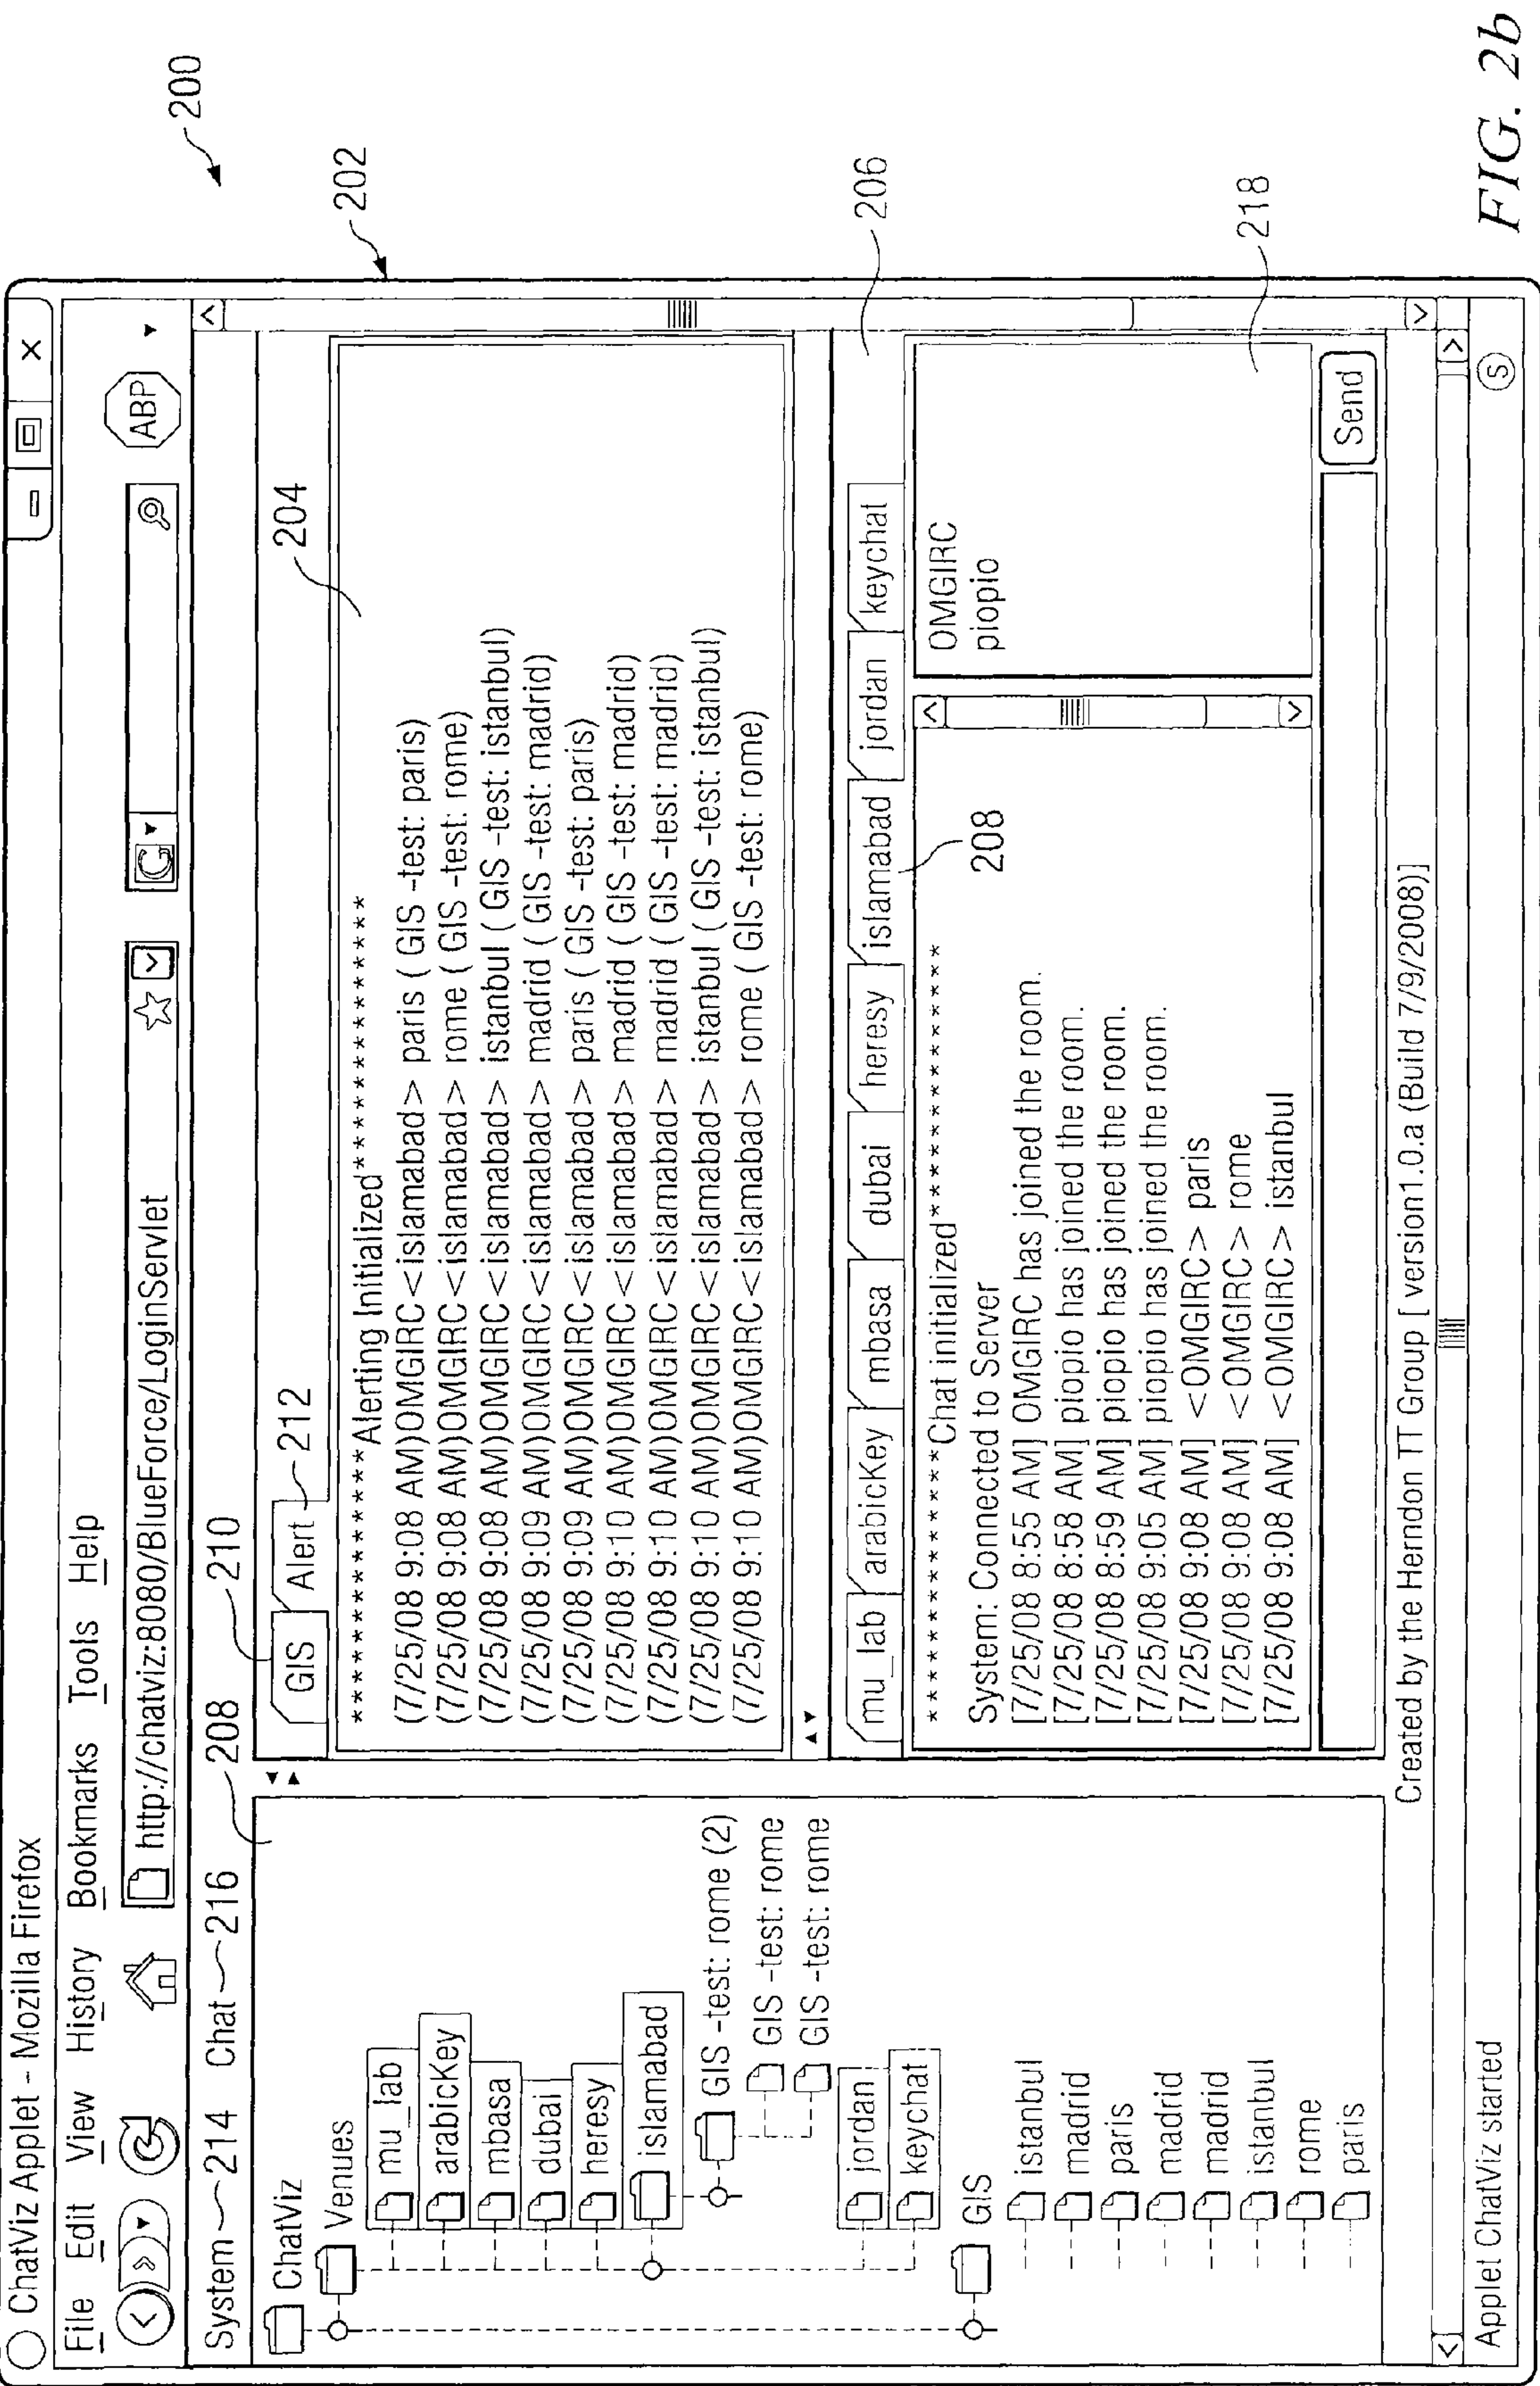 ChatViz Applet - Mozilla Firefox
200
File Edit View History Bookmarks Tools Help
http://chatviz:8080/BlueForce/LoginServlet
G
ABP
202
System 214 Chat 216
208
210
212
204
ChatViz
Venues
mu_lab
arabicKey
mbasa
dubai
heresy
islamabad
GIS -test: rome (2)
GIS -test: rome
GIS -test: rome
jordan
keychat
GIS
istanbul
madrid
paris
madrid
madrid
istanbul
rome
paris
GIS Alert
******************Alerting Initialized******************
(7/25/08 9:08 AM)OMGIRC<islamabad> paris ( GIS -test: paris)
(7/25/08 9:08 AM)OMGIRC<islamabad> rome ( GIS -test: rome)
(7/25/08 9:08 AM)OMGIRC<islamabad> istanbul ( GIS -test: istanbul)
(7/25/08 9:09 AM)OMGIRC<islamabad> madrid ( GIS -test: madrid)
(7/25/08 9:09 AM)OMGIRC<islamabad> paris ( GIS -test: paris)
(7/25/08 9:10 AM)OMGIRC<islamabad> madrid ( GIS -test: madrid)
(7/25/08 9:10 AM)OMGIRC<islamabad> madrid ( GIS -test: madrid)
(7/25/08 9:10 AM)OMGIRC<islamabad> istanbul ( GIS -test: istanbul)
(7/25/08 9:10 AM)OMGIRC<islamabad> rome ( GIS -test: rome)
206
mu_lab arabicKey mbasa dubai heresy islamabad jordan keychat
208
******************Chat initialized******************
System: Connected to Server
[7/25/08 8:55 AM] OMGIRC has joined the room.
[7/25/08 8:58 AM] piopio has joined the room.
[7/25/08 8:59 AM] piopio has joined the room.
[7/25/08 9:05 AM] piopio has joined the room.
[7/25/08 9:08 AM] <OMGIRC> paris
[7/25/08 9:08 AM] <OMGIRC> rome
[7/25/08 9:08 AM] <OMGIRC> istanbul
OMGIRC
piopio
218
Send
Created by the Herndon TT Group [ version1.0.a (Build 7/9/2008)]
Applet ChatViz started
S
FIG. 2b